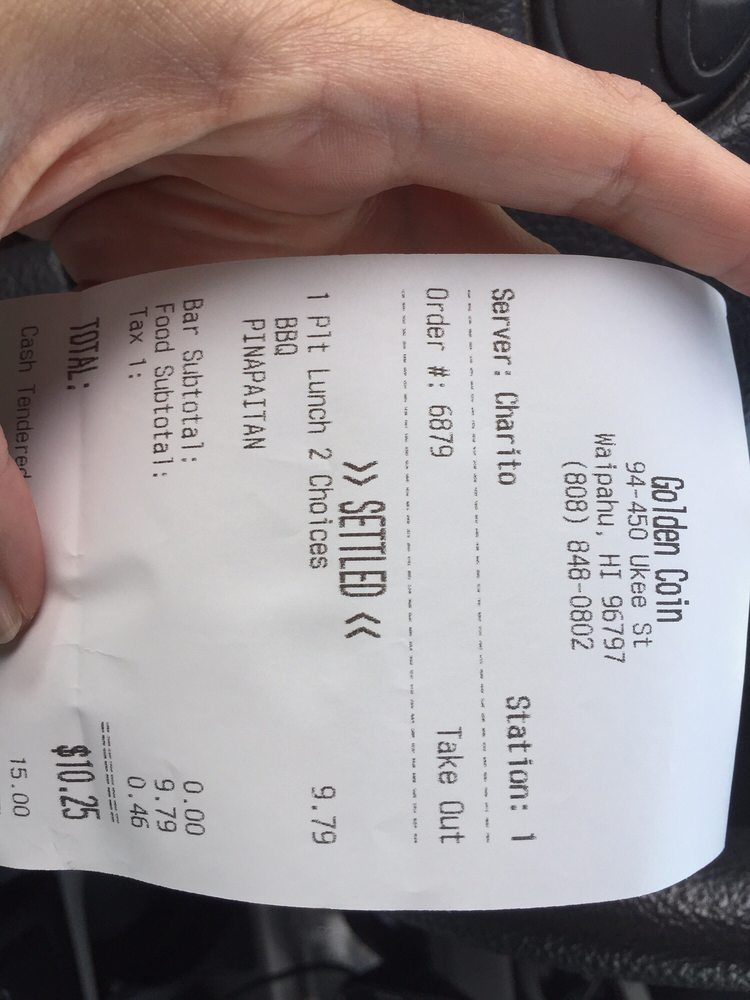 Golden Coin
94-450 Ukee St
Waipahu, HI 96797
(808) 848-0802
Server: Charito Station: 1
Order #: 6879 Take Out
>> SETTLED <<
1 Plt Lunch 2 Choices 9.79
BBQ
PINAPAITAN
Bar Subtotal: 0.00
Food Subtotal: 9.79
Tax 1: 0.46
TOTAL: $10.25
Cash Tendered 15.00